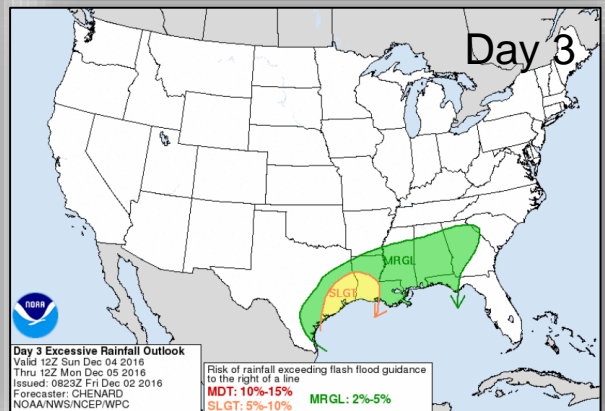 Day 3
MRGL
SLGT
NOAA
Day 3 Excessive Rainfall Outlook
Valid 12Z Sun Dec 04 2016
Thru 12Z Mon Dec 05 2016
Issued: 0823Z Fri Dec 02 2016
Forecaster: CHENARD
NOAA/NWS/NCEP/WPC
Risk of rainfall exceeding flash flood guidance
to the right of a line
MDT: 10%-15%
SLGT: 5%-10%
MRGL: 2%-5%